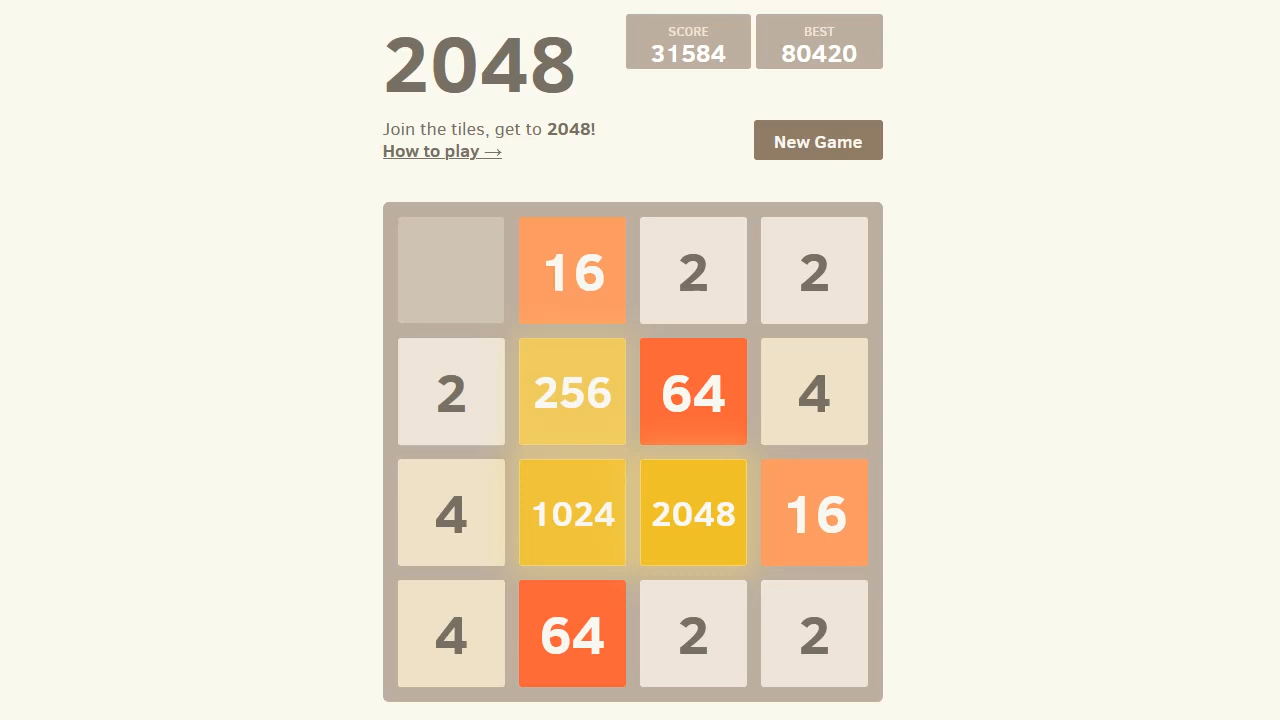 2048
SCORE
31584
BEST
80420
Join the tiles, get to 2048!
How to play →
New Game
16 2 2
2 256 64 4
4 1024 2048 16
4 64 2 2